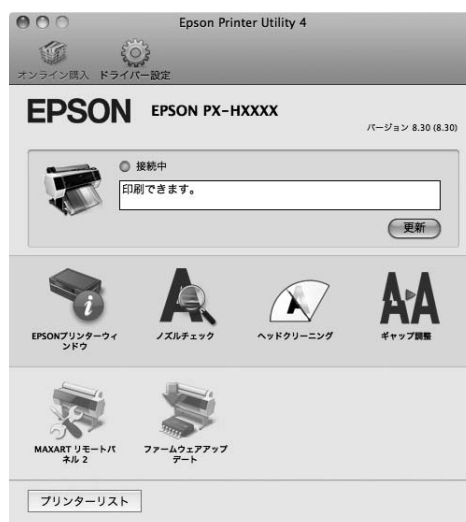 Epson Printer Utility 4
オンライン購入 ドライバー設定
EPSON EPSON PX-HXXXX
バージョン 8.30 (8.30)
接続中
印刷できます。
更新
EPSONプリンターウィ
ンドウ
ノズルチェック
ヘッドクリーニング
ギャップ調整
MAXART リモートパ
ネル 2
ファームウェアアップ
デート
プリンターリスト